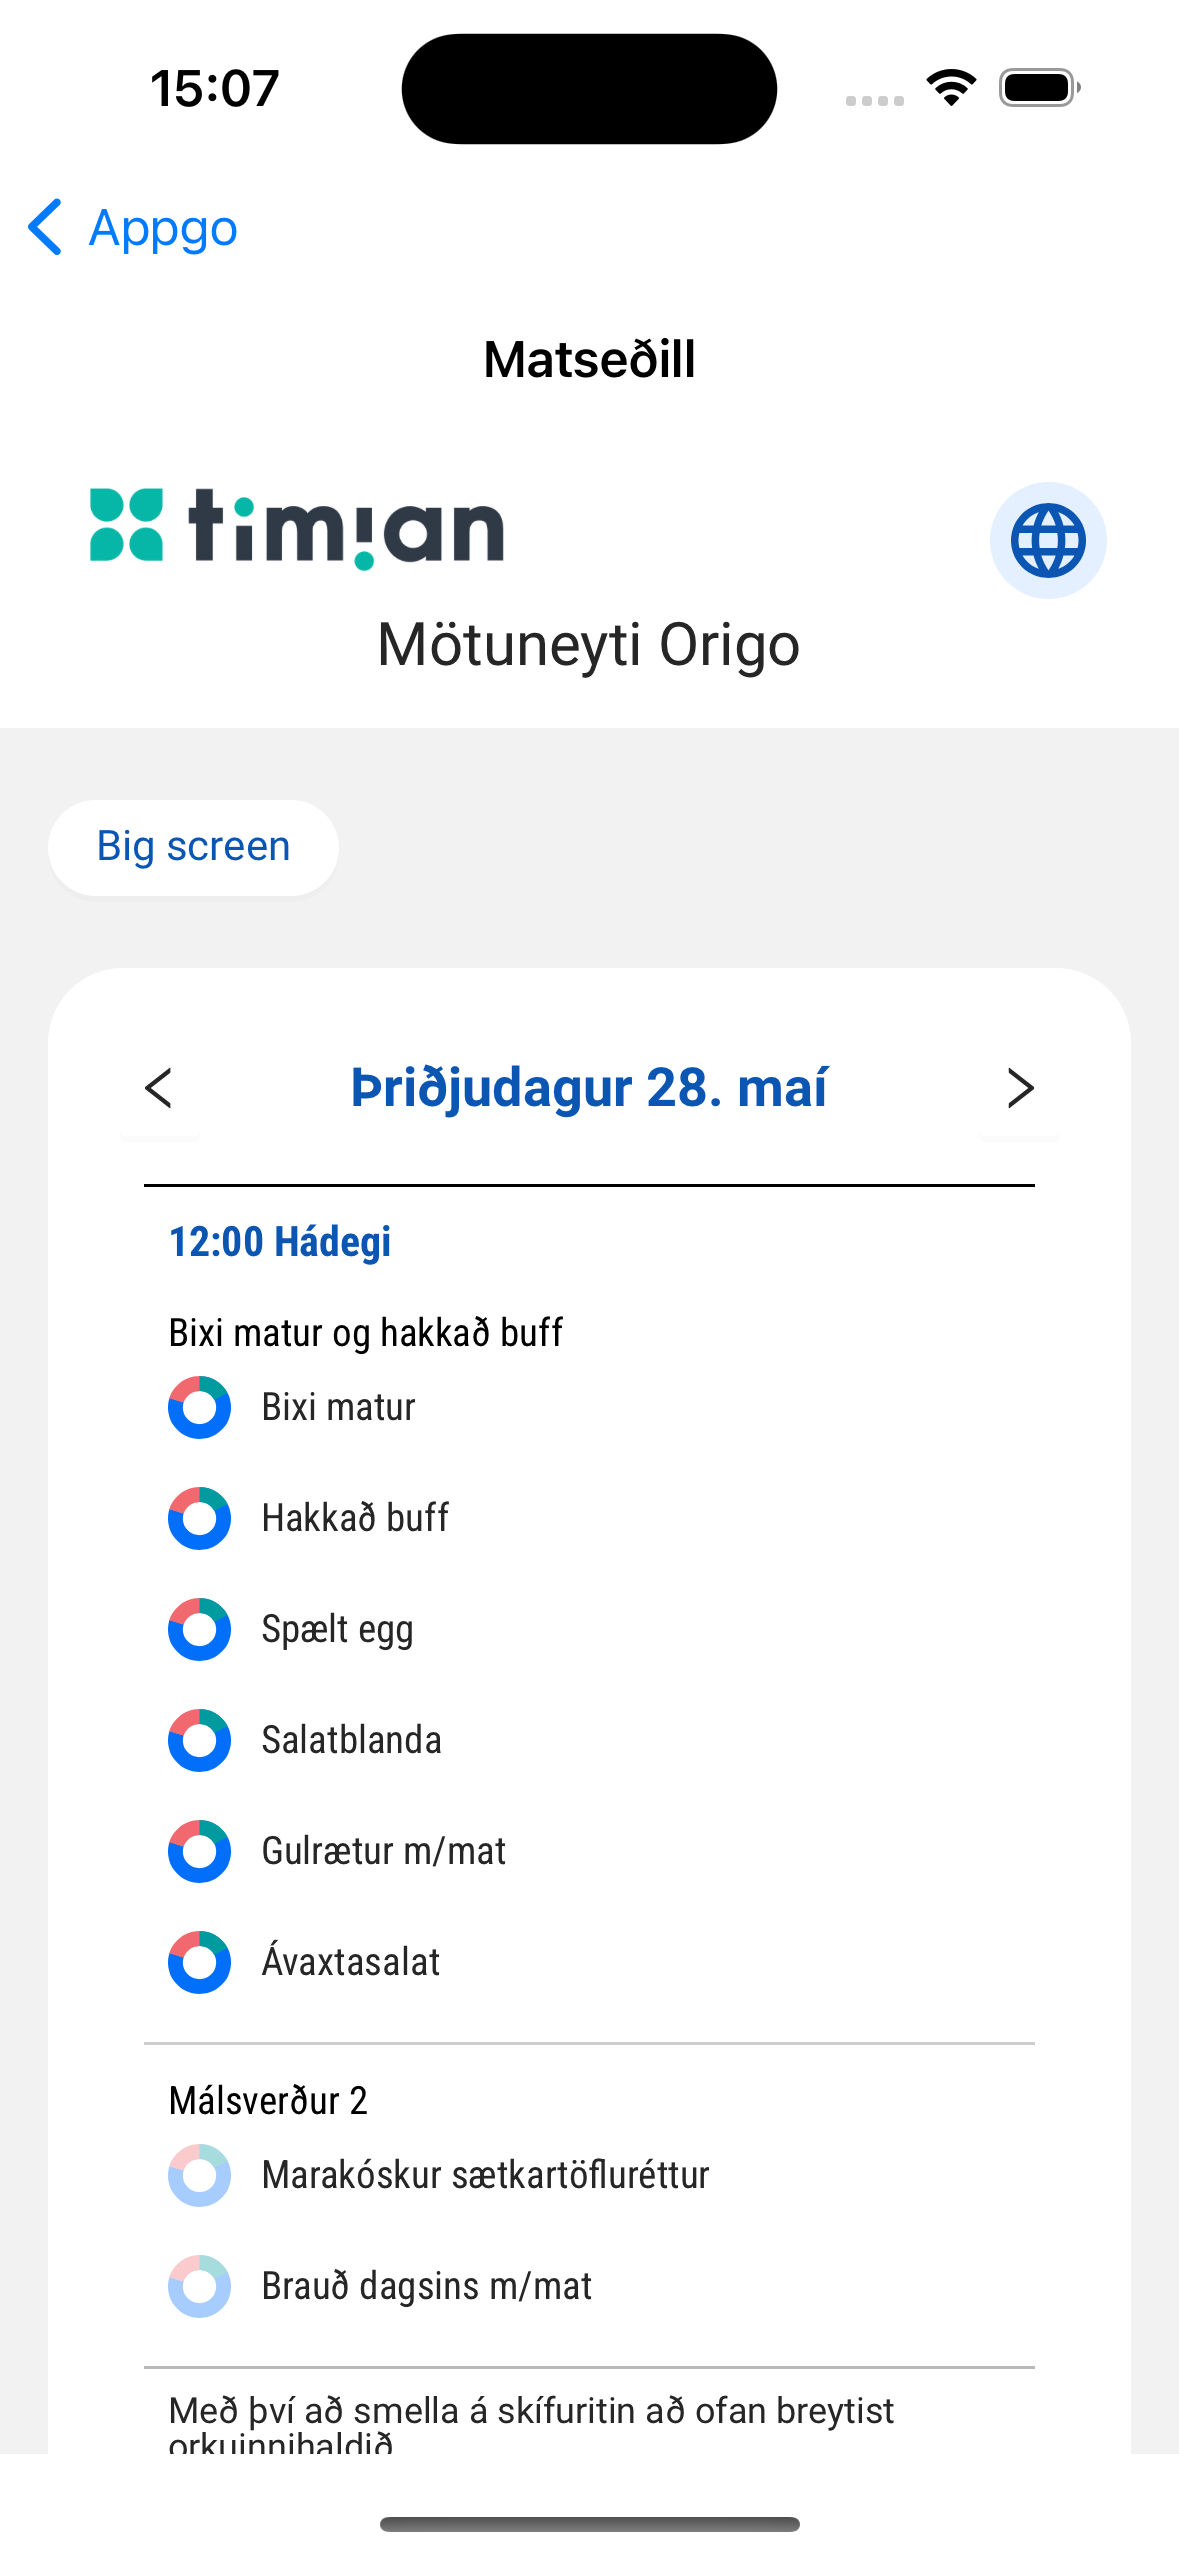 15:07
Appgo
Matseðill
timian
Mötuneyti Origo
Big screen
Þriðjudagur 28. maí
12:00 Hádegi
Bixi matur og hakkað buff
Bixi matur
Hakkað buff
Spælt egg
Salatblanda
Gulrætur m/mat
Ávaxtasalat
Málsverður 2
Marakóskur sætkartöfluréttur
Brauð dagsins m/mat
Með því að smella á skífuritin að ofan breytist
orkuinnihaldið